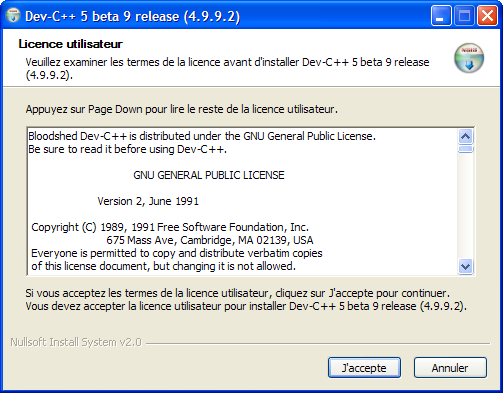 Dev-C++ 5 beta 9 release (4.9.9.2)
Licence utilisateur
Veuillez examiner les termes de la licence avant d'installer Dev-C++ 5 beta 9 release
(4.9.9.2).
Appuyez sur Page Down pour lire le reste de la licence utilisateur.
Bloodshed Dev-C++ is distributed under the GNU General Public License.
Be sure to read it before using Dev-C++.
GNU GENERAL PUBLIC LICENSE
Version 2, June 1991
Copyright (C) 1989, 1991 Free Software Foundation, Inc.
675 Mass Ave, Cambridge, MA 02139, USA
Everyone is permitted to copy and distribute verbatim copies
of this license document, but changing it is not allowed.
Si vous acceptez les termes de la licence utilisateur, cliquez sur J'accepte pour continuer.
Vous devez accepter la licence utilisateur pour installer Dev-C++ 5 beta 9 release (4.9.9.2).
Nullsoft Install System v2.0
J'accepte
Annuler